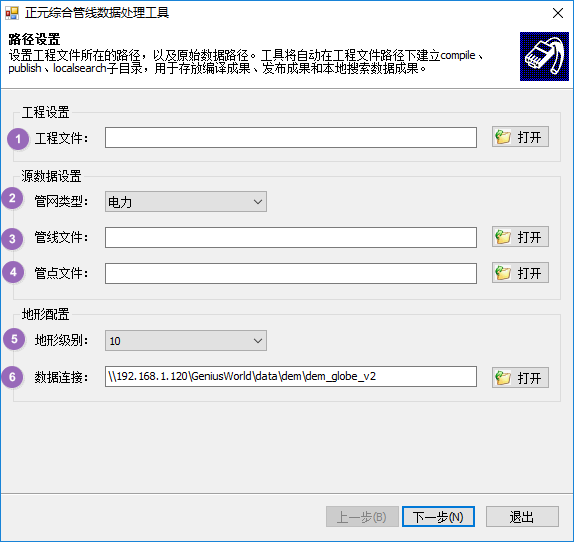 正元综合管线数据处理工具
路径设置
设置工程文件所在的路径，以及原始数据路径。工具将自动在工程文件路径下建立compile、
publish、localsearch子目录，用于存放编译成果、发布成果和本地搜索数据成果。
工程设置
1 工程文件： 打开
源数据设置
2 管网类型： 电力
3 管线文件： 打开
4 管点文件： 打开
地形配置
5 地形级别： 10
6 数据连接： \\192.168.1.120\GeniusWorld\data\dem\dem_globe_v2 打开
上一步(B) 下一步(N) 退出